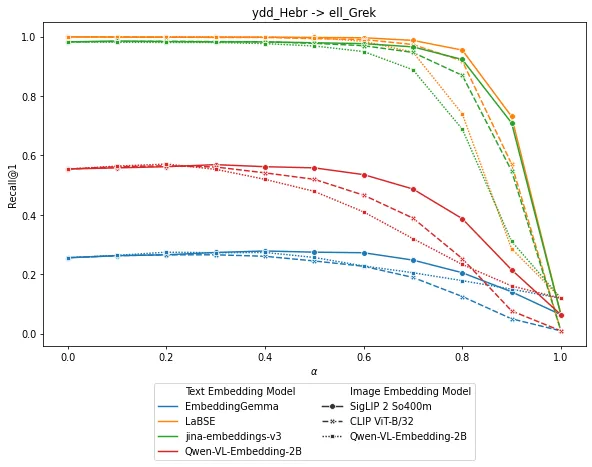 ydd_Hebr -> ell_Grek
Recall@1
1.0
0.8
0.6
0.4
0.2
0.0
0.0 0.2 0.4 0.6 0.8 1.0
α
Text Embedding Model
EmbeddingGemma
LaBSE
jina-embeddings-v3
Qwen-VL-Embedding-2B
Image Embedding Model
SigLIP 2 So400m
CLIP ViT-B/32
Qwen-VL-Embedding-2B